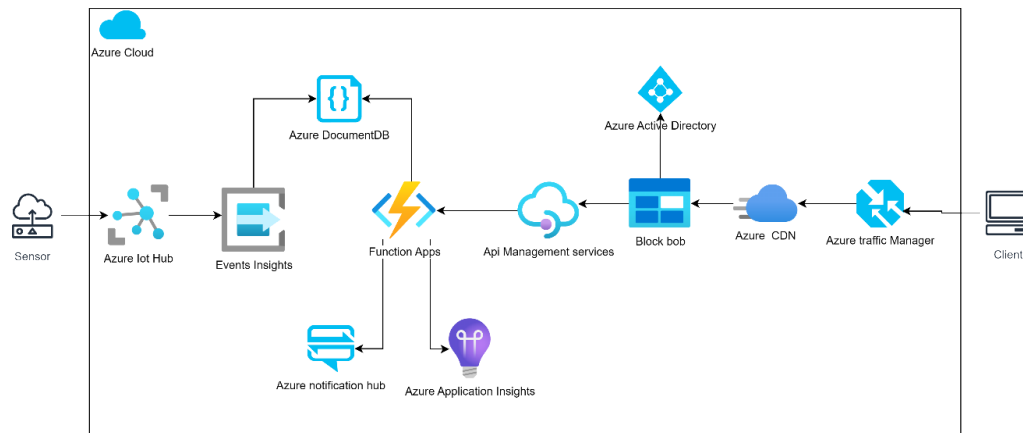 Azure Cloud
Azure DocumentDB
Azure Active Directory
Sensor
Azure Iot Hub
Events Insights
Function Apps
Api Management services
Block bob
Azure CDN
Azure traffic Manager
Client
Azure notification hub
Azure Application Insights